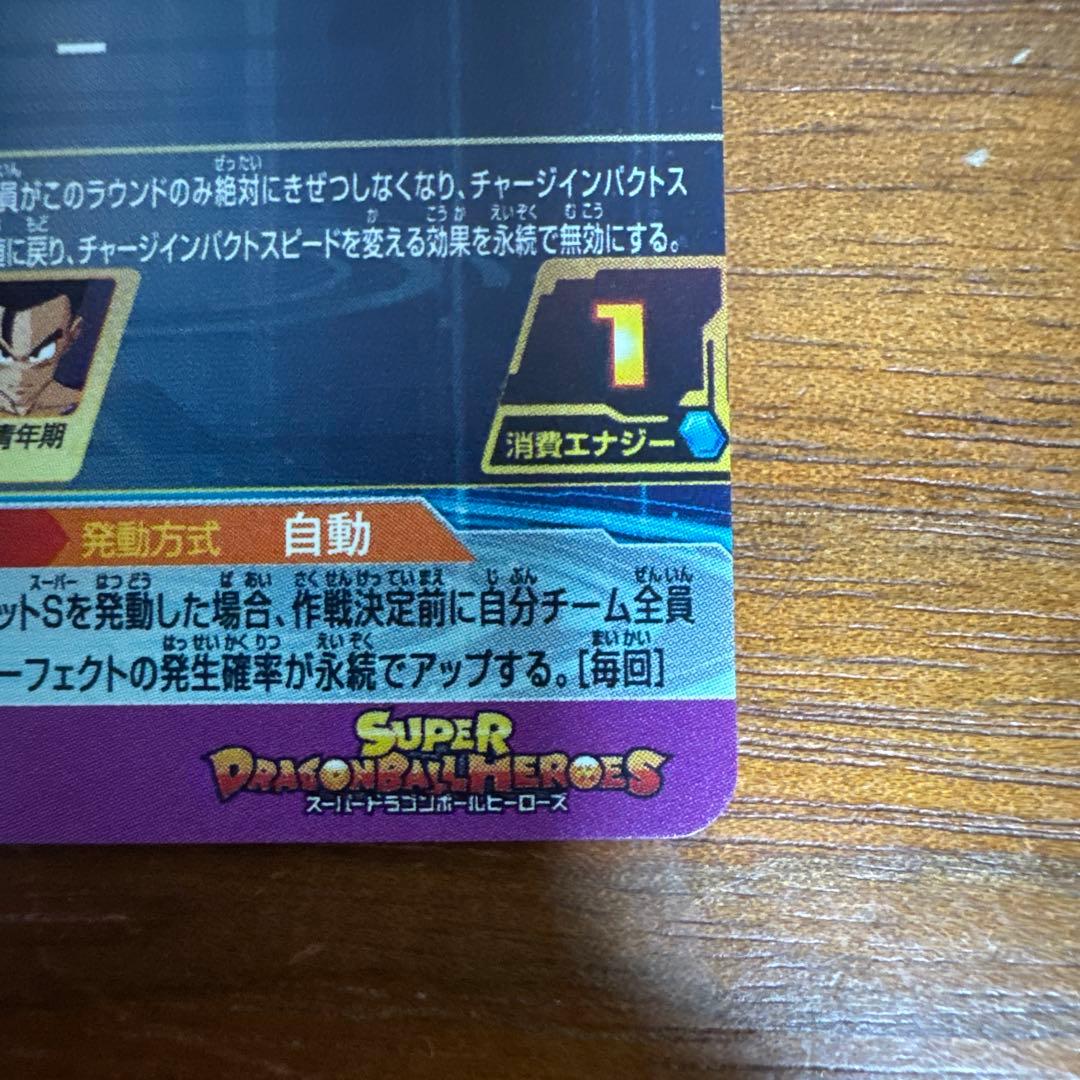 員がこのラウンドのみ絶対にきぜつしなくなり、チャージインパクトス
に戻り、チャージインパクトスピードを変える効果を永続で無効にする。
1
青年期
消費エナジー
発動方式 自動
ットSを発動した場合、作戦決定前に自分チーム全員
ーフェクトの発生確率が永続でアップする。[毎回]
SUPER
DRAGONBALL HEROES
スーパードラゴンボールヒーローズ